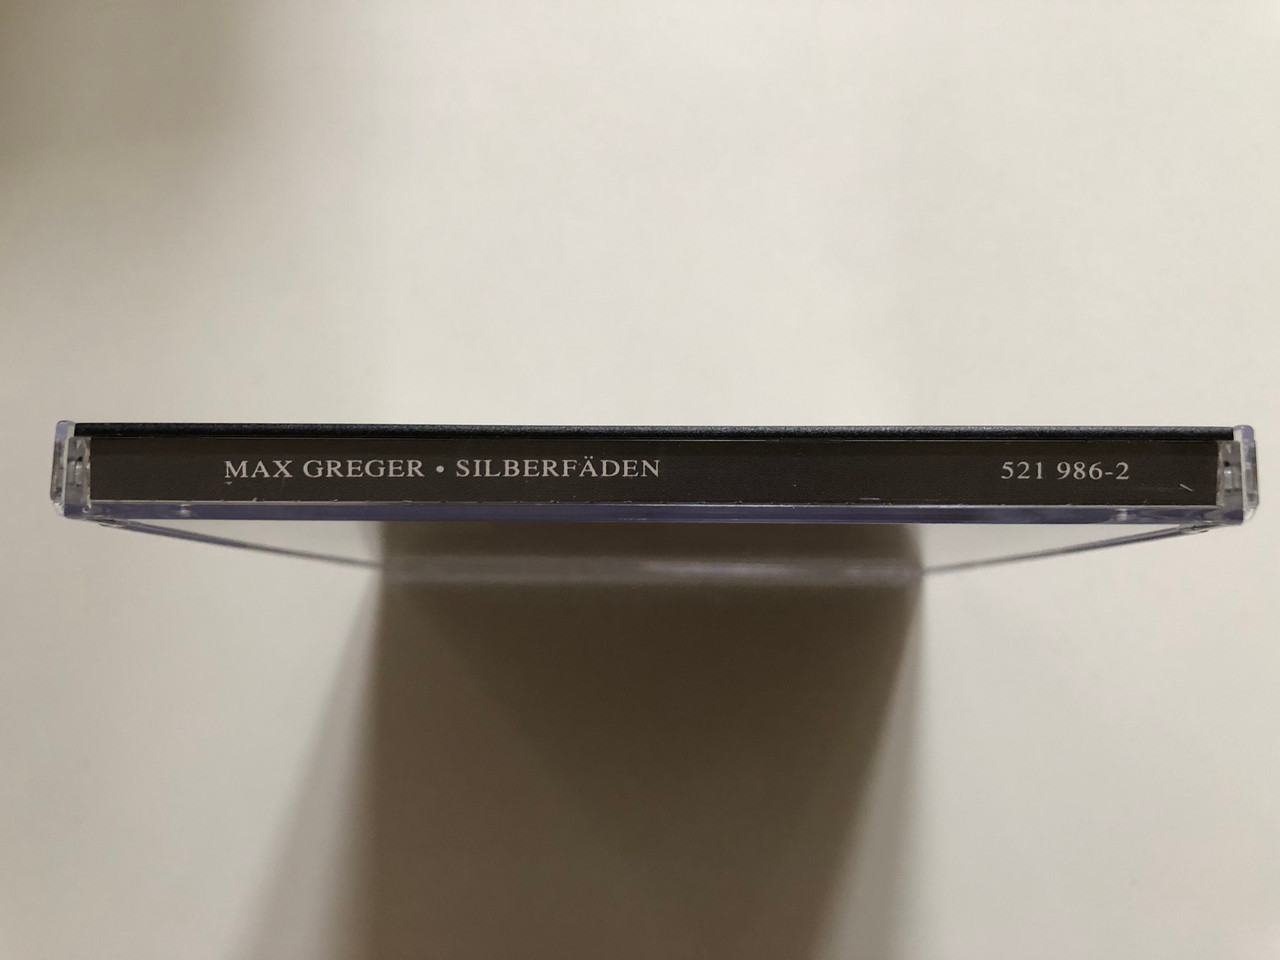 MAX GREGER • SILBERFÄDEN 521 986-2